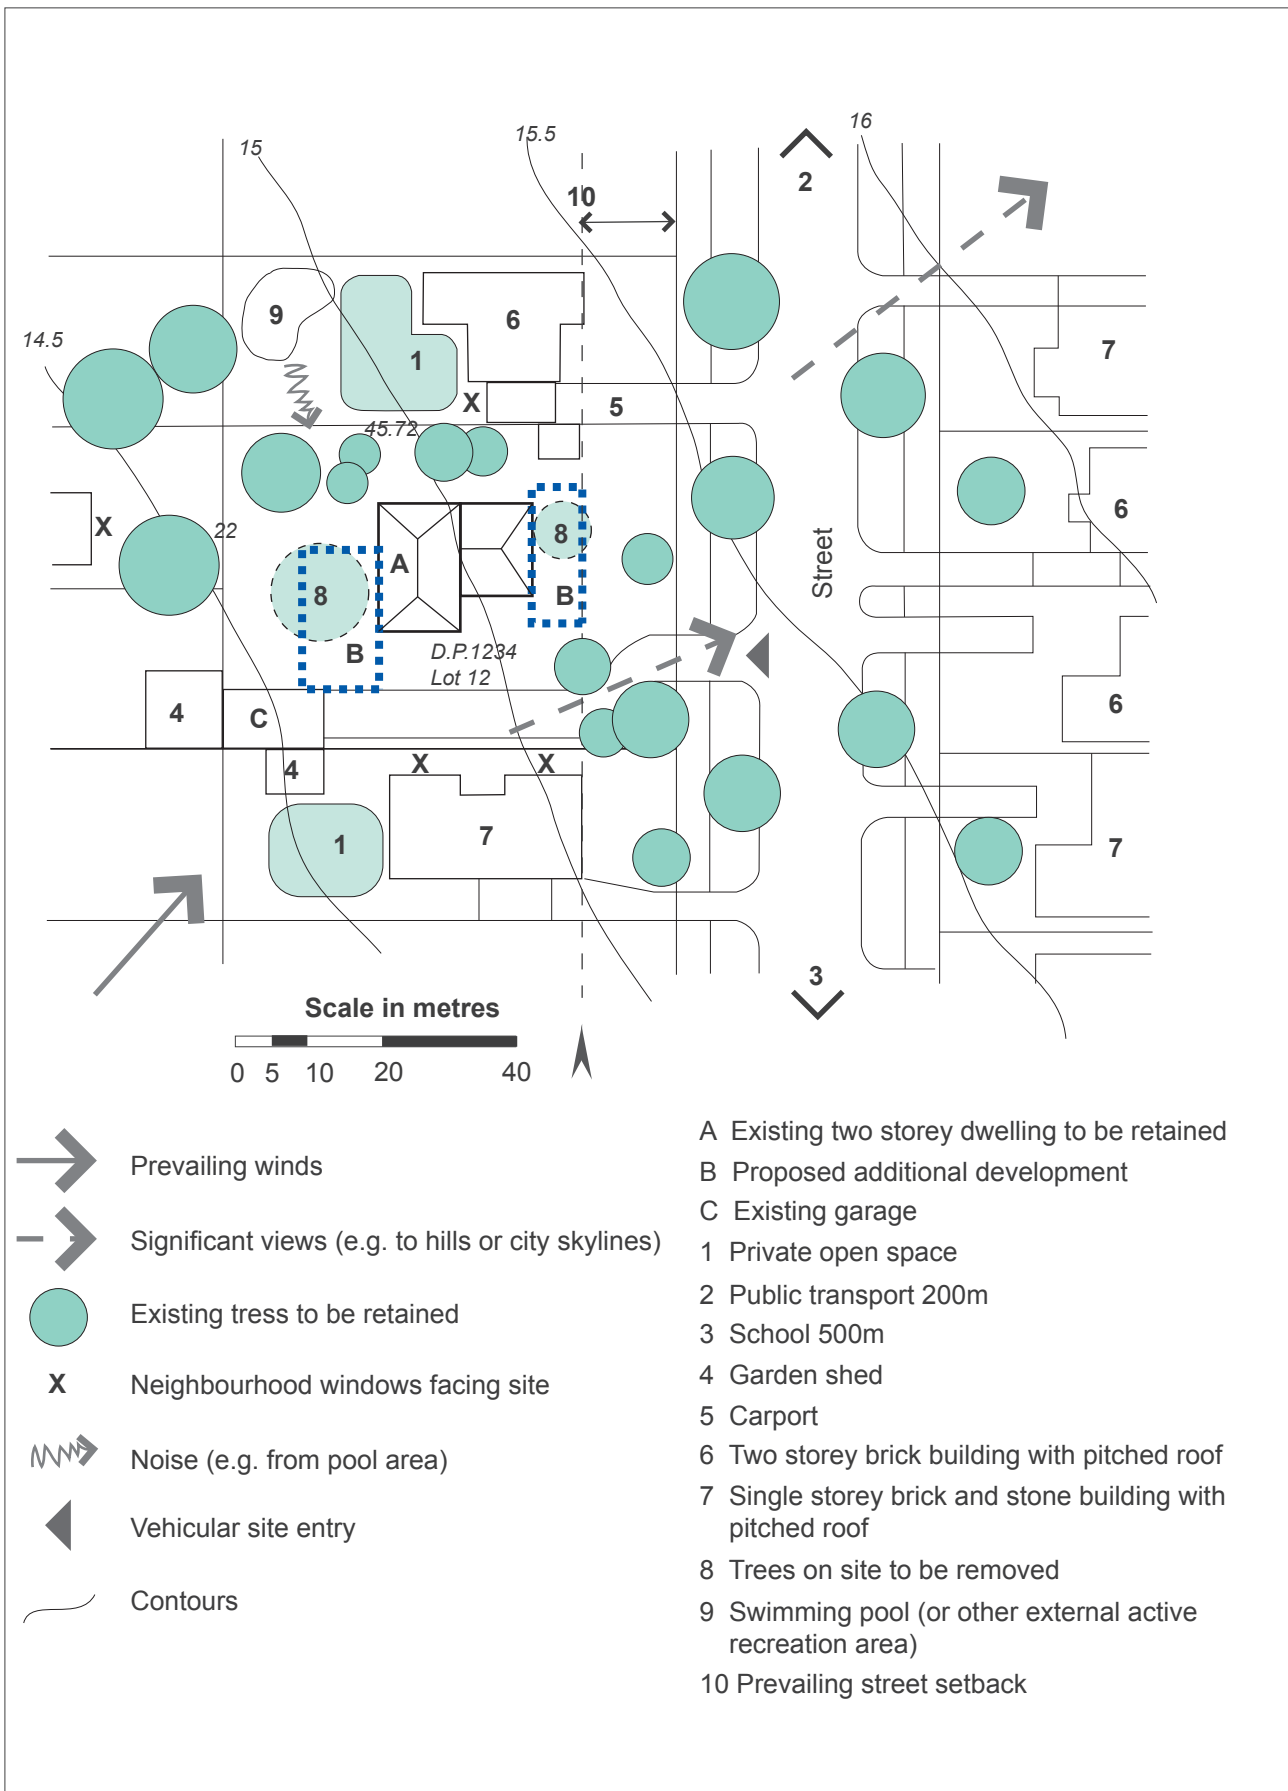 15
15.5
16
10
2
9
6
1
7
14.5
X
5
45.72
X
22
8
A
8
6
B
Street
B
D.P.1234
Lot 12
4
C
6
4
X
X
1
7
7
3
Scale in metres
0 5 10 20 40
Prevailing winds
Significant views (e.g. to hills or city skylines)
Existing tress to be retained
X Neighbourhood windows facing site
Noise (e.g. from pool area)
Vehicular site entry
Contours
A Existing two storey dwelling to be retained
B Proposed additional development
C Existing garage
1 Private open space
2 Public transport 200m
3 School 500m
4 Garden shed
5 Carport
6 Two storey brick building with pitched roof
7 Single storey brick and stone building with
pitched roof
8 Trees on site to be removed
9 Swimming pool (or other external active
recreation area)
10 Prevailing street setback